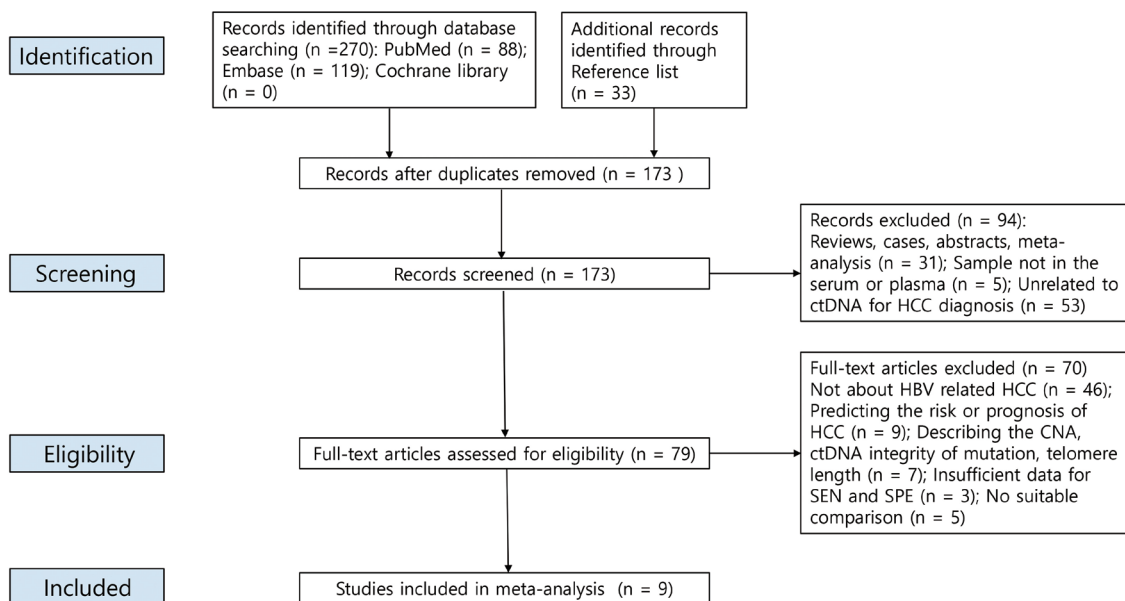 Identification
Records identified through database
searching (n =270): PubMed (n = 88);
Embase (n = 119); Cochrane library
(n = 0)
Additional records
identified through
Reference list
(n = 33)
Records after duplicates removed (n = 173 )
Screening
Records screened (n = 173)
Records excluded (n = 94):
Reviews, cases, abstracts, meta-
analysis (n = 31); Sample not in the
serum or plasma (n = 5); Unrelated to
ctDNA for HCC diagnosis (n = 53)
Eligibility
Full-text articles assessed for eligibility (n = 79)
Full-text articles excluded (n = 70)
Not about HBV related HCC (n = 46);
Predicting the risk or prognosis of
HCC (n = 9); Describing the CNA,
ctDNA integrity of mutation, telomere
length (n = 7); Insufficient data for
SEN and SPE (n = 3); No suitable
comparison (n = 5)
Included
Studies included in meta-analysis (n = 9)